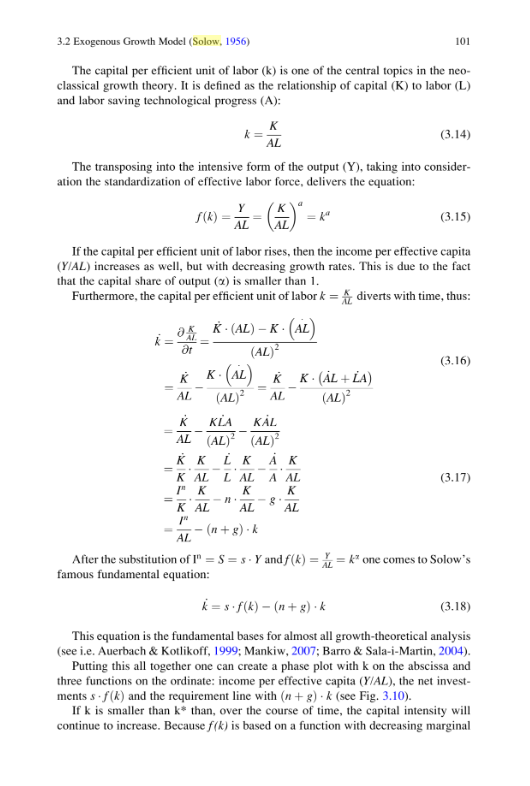 3.2 Exogenous Growth Model (Solow, 1956) 101
The capital per efficient unit of labor (k) is one of the central topics in the neo-
classical growth theory. It is defined as the relationship of capital (K) to labor (L)
and labor saving technological progress (A):
k = K/AL (3.14)
The transposing into the intensive form of the output (Y), taking into consider-
ation the standardization of effective labor force, delivers the equation:
f(k) = Y/AL = (K/AL)^a = k^a (3.15)
If the capital per efficient unit of labor rises, then the income per effective capita
(Y/AL) increases as well, but with decreasing growth rates. This is due to the fact
that the capital share of output (α) is smaller than 1.
Furthermore, the capital per efficient unit of labor k = K/AL diverts with time, thus:
k̇ = ∂ K/AL / ∂t = (K̇ · (AL) − K · (ȦL)) / (AL)²
= K̇/AL − K · (ȦL) / (AL)² = K̇/AL − K · (ȦL + L̇A) / (AL)² (3.16)
= K̇/AL − KL̇A/(AL)² − KȦL/(AL)²
= K̇/K · K/AL − L̇/L · K/AL − Ȧ/A · K/AL
= Iⁿ/K · K/AL − n · K/AL − g · K/AL (3.17)
= Iⁿ/AL − (n + g) · k
After the substitution of Iⁿ = S = s · Y and f(k) = Y/AL = k^α one comes to Solow's
famous fundamental equation:
k̇ = s · f(k) − (n + g) · k (3.18)
This equation is the fundamental bases for almost all growth-theoretical analysis
(see i.e. Auerbach & Kotlikoff, 1999; Mankiw, 2007; Barro & Sala-i-Martin, 2004).
Putting this all together one can create a phase plot with k on the abscissa and
three functions on the ordinate: income per effective capita (Y/AL), the net invest-
ments s · f(k) and the requirement line with (n + g) · k (see Fig. 3.10).
If k is smaller than k* than, over the course of time, the capital intensity will
continue to increase. Because f(k) is based on a function with decreasing marginal